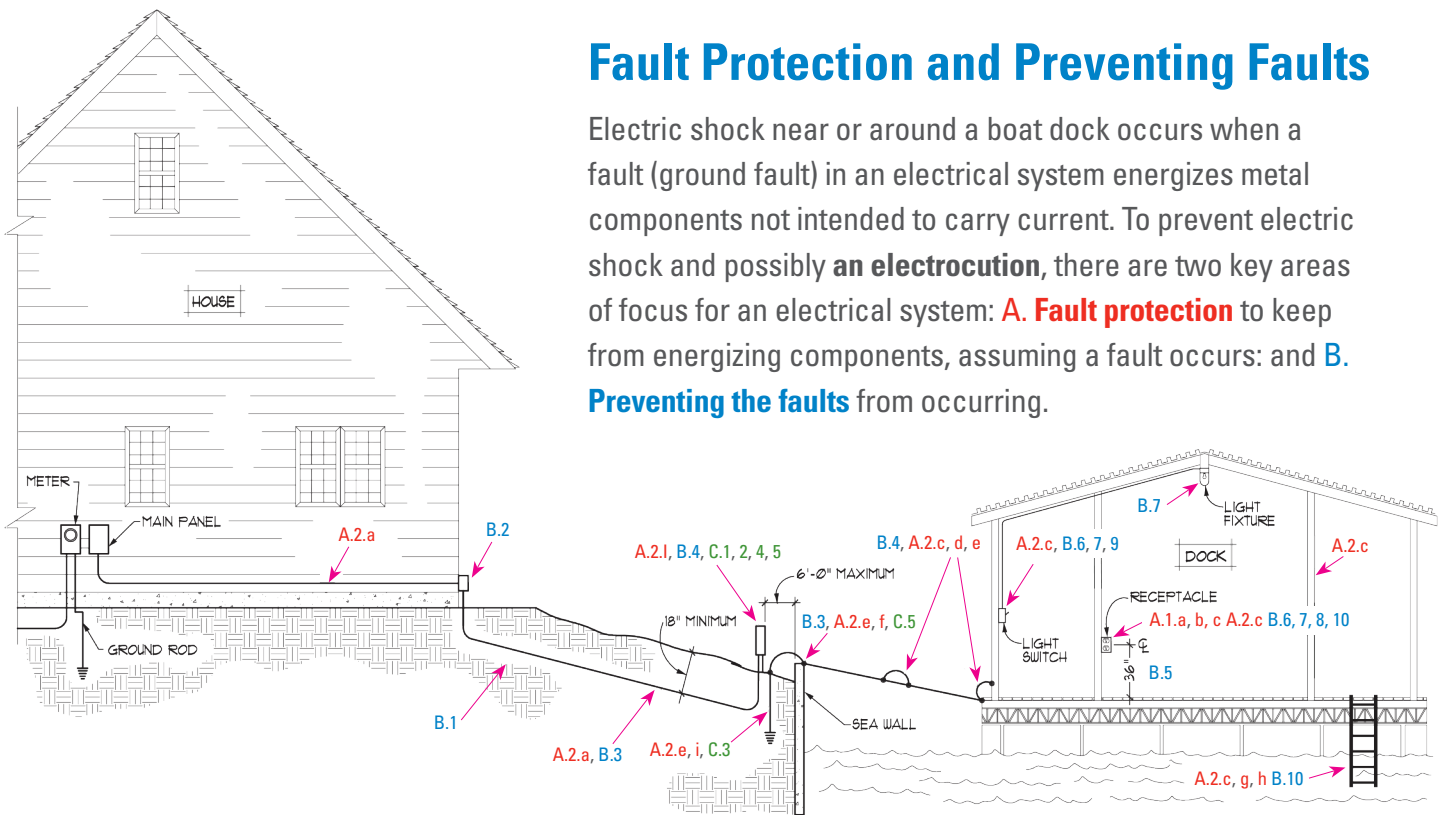 Fault Protection and Preventing Faults
Electric shock near or around a boat dock occurs when a
fault (ground fault) in an electrical system energizes metal
components not intended to carry current. To prevent electric
shock and possibly an electrocution, there are two key areas
of focus for an electrical system: A. Fault protection to keep
from energizing components, assuming a fault occurs: and B.
Preventing the faults from occurring.
HOUSE
METER
MAIN PANEL
A.2.a
B.2
GROUND ROD
B.1
A.2.a, B.3
18" MINIMUM
A.2.l, B.4, C.1, 2, 4, 5
6'-0" MAXIMUM
B.3, A.2.e, f, C.5
A.2.e, i, C.3
SEA WALL
B.4, A.2.c, d, e
A.2.c, B.6, 7, 9
B.7
LIGHT
FIXTURE
DOCK
A.2.c
RECEPTACLE
A.1.a, b, c A.2.c B.6, 7, 8, 10
LIGHT
SWITCH
36"
B.5
A.2.c, g, h B.10